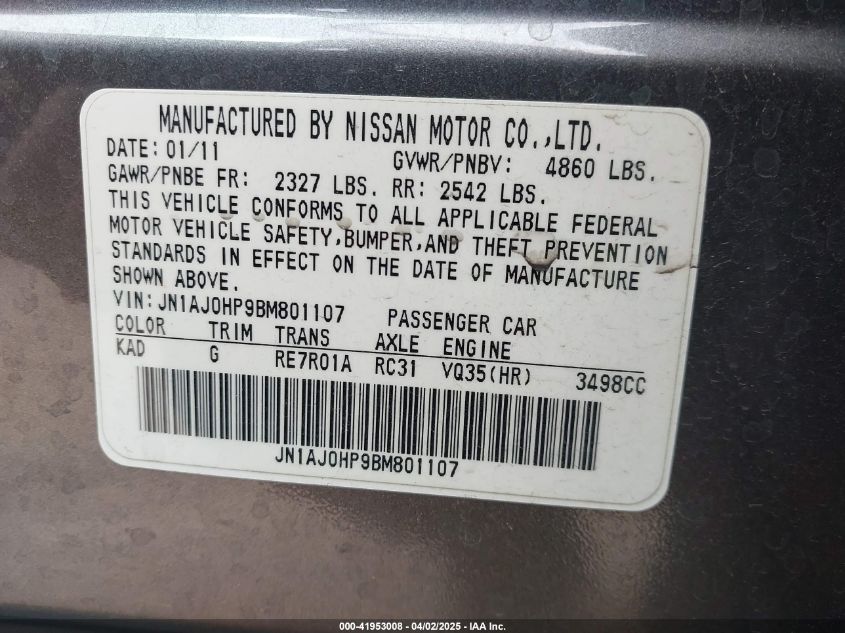 MANUFACTURED BY NISSAN MOTOR CO.,LTD.
DATE: 01/11 GVWR/PNBV: 4860 LBS.
GAWR/PNBE FR: 2327 LBS. RR: 2542 LBS.
THIS VEHICLE CONFORMS TO ALL APPLICABLE FEDERAL
MOTOR VEHICLE SAFETY,BUMPER,AND THEFT PREVENTION
STANDARDS IN EFFECT ON THE DATE OF MANUFACTURE
SHOWN ABOVE.
VIN:JN1AJ0HP9BM801107 PASSENGER CAR
COLOR TRIM TRANS AXLE ENGINE
KAD G RE7R01A RC31 VQ35(HR) 3498CC
JN1AJ0HP9BM801107
000-41953008 - 04/02/2025 - IAA Inc.